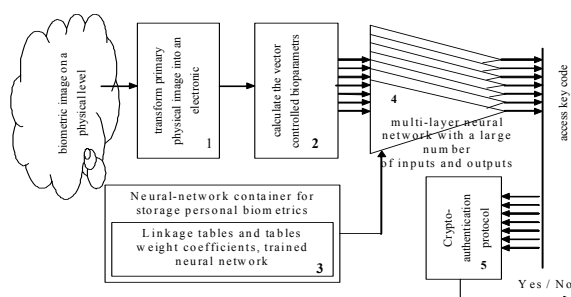 biometric image on a
physical level
transform primary
physical image into an
electronic
1
calculate the vector
controlled bioparametrs
2
4
multi-layer neural
network with a large
number
of inputs and outputs
access key code
Neural-network container for
storage personal biometrics
Linkage tables and tables
weight coefficients, trained
neural network
3
Crypto-
authentication
protocol
5
Yes / No